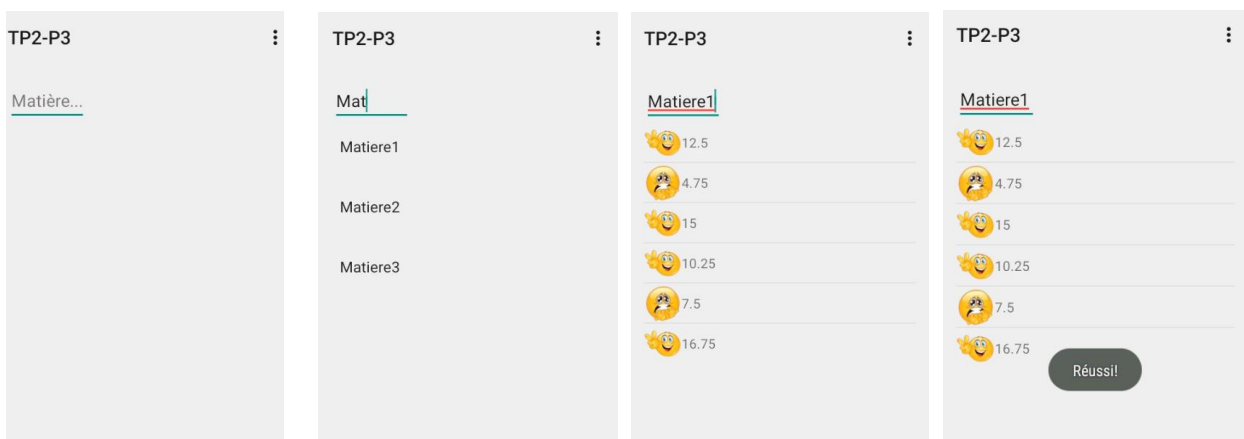 TP2-P3
Matière...
TP2-P3
Mat
Matiere1
Matiere2
Matiere3
TP2-P3
Matiere1
12.5
4.75
15
10.25
7.5
16.75
TP2-P3
Matiere1
12.5
4.75
15
10.25
7.5
16.75
Réussi!